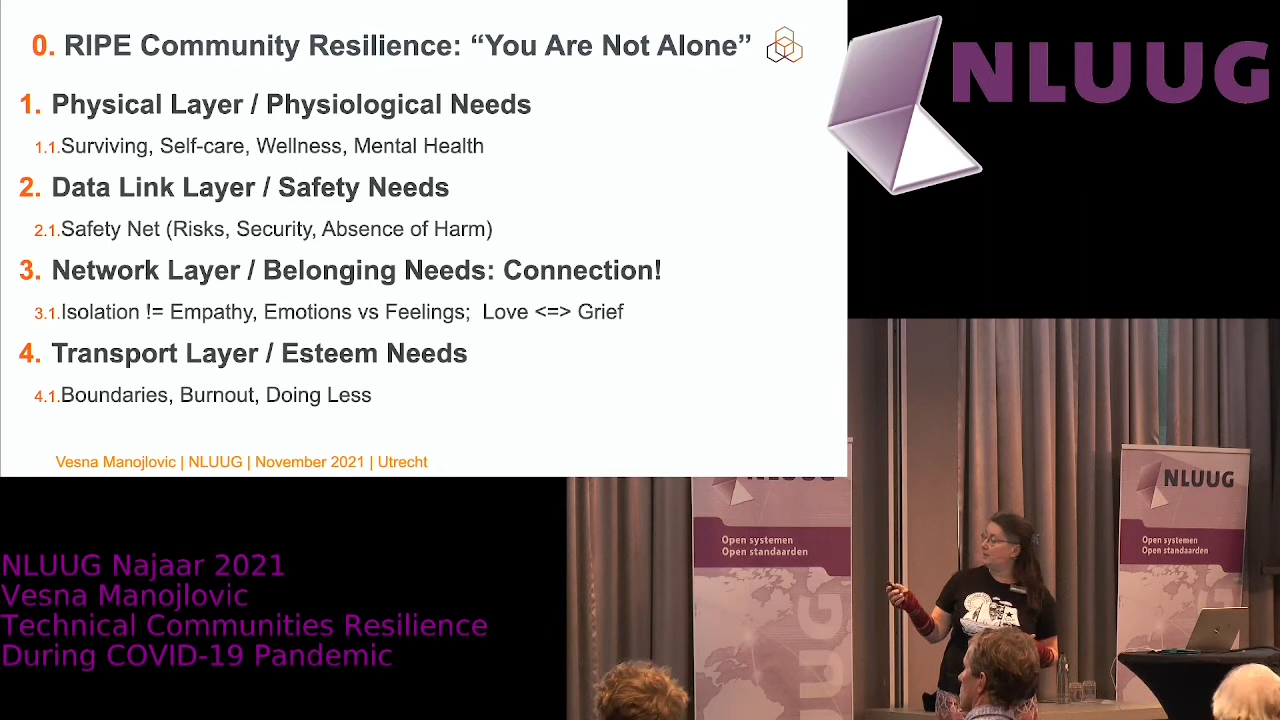 0. RIPE Community Resilience: “You Are Not Alone”
1. Physical Layer / Physiological Needs
1.1.Surviving, Self-care, Wellness, Mental Health
2. Data Link Layer / Safety Needs
2.1.Safety Net (Risks, Security, Absence of Harm)
3. Network Layer / Belonging Needs: Connection!
3.1.Isolation != Empathy, Emotions vs Feelings; Love <=> Grief
4. Transport Layer / Esteem Needs
4.1.Boundaries, Burnout, Doing Less
Vesna Manojlovic | NLUUG | November 2021 | Utrecht
NLUUG
NLUUG Najaar 2021
Vesna Manojlovic
Technical Communities Resilience
During COVID-19 Pandemic
NLUUG
Open systemen
Open standaarden
NLUUG
Open systemen
Open standaarden